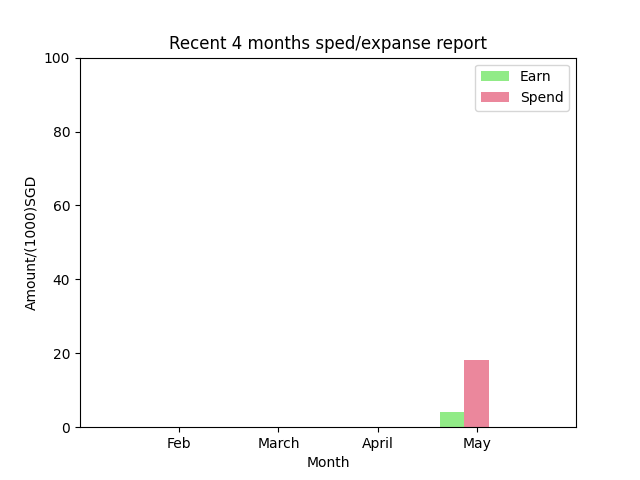 Recent 4 months sped/expanse report
Earn
Spend
100
80
60
40
20
0
Amount/(1000)SGD
Feb March April May
Month